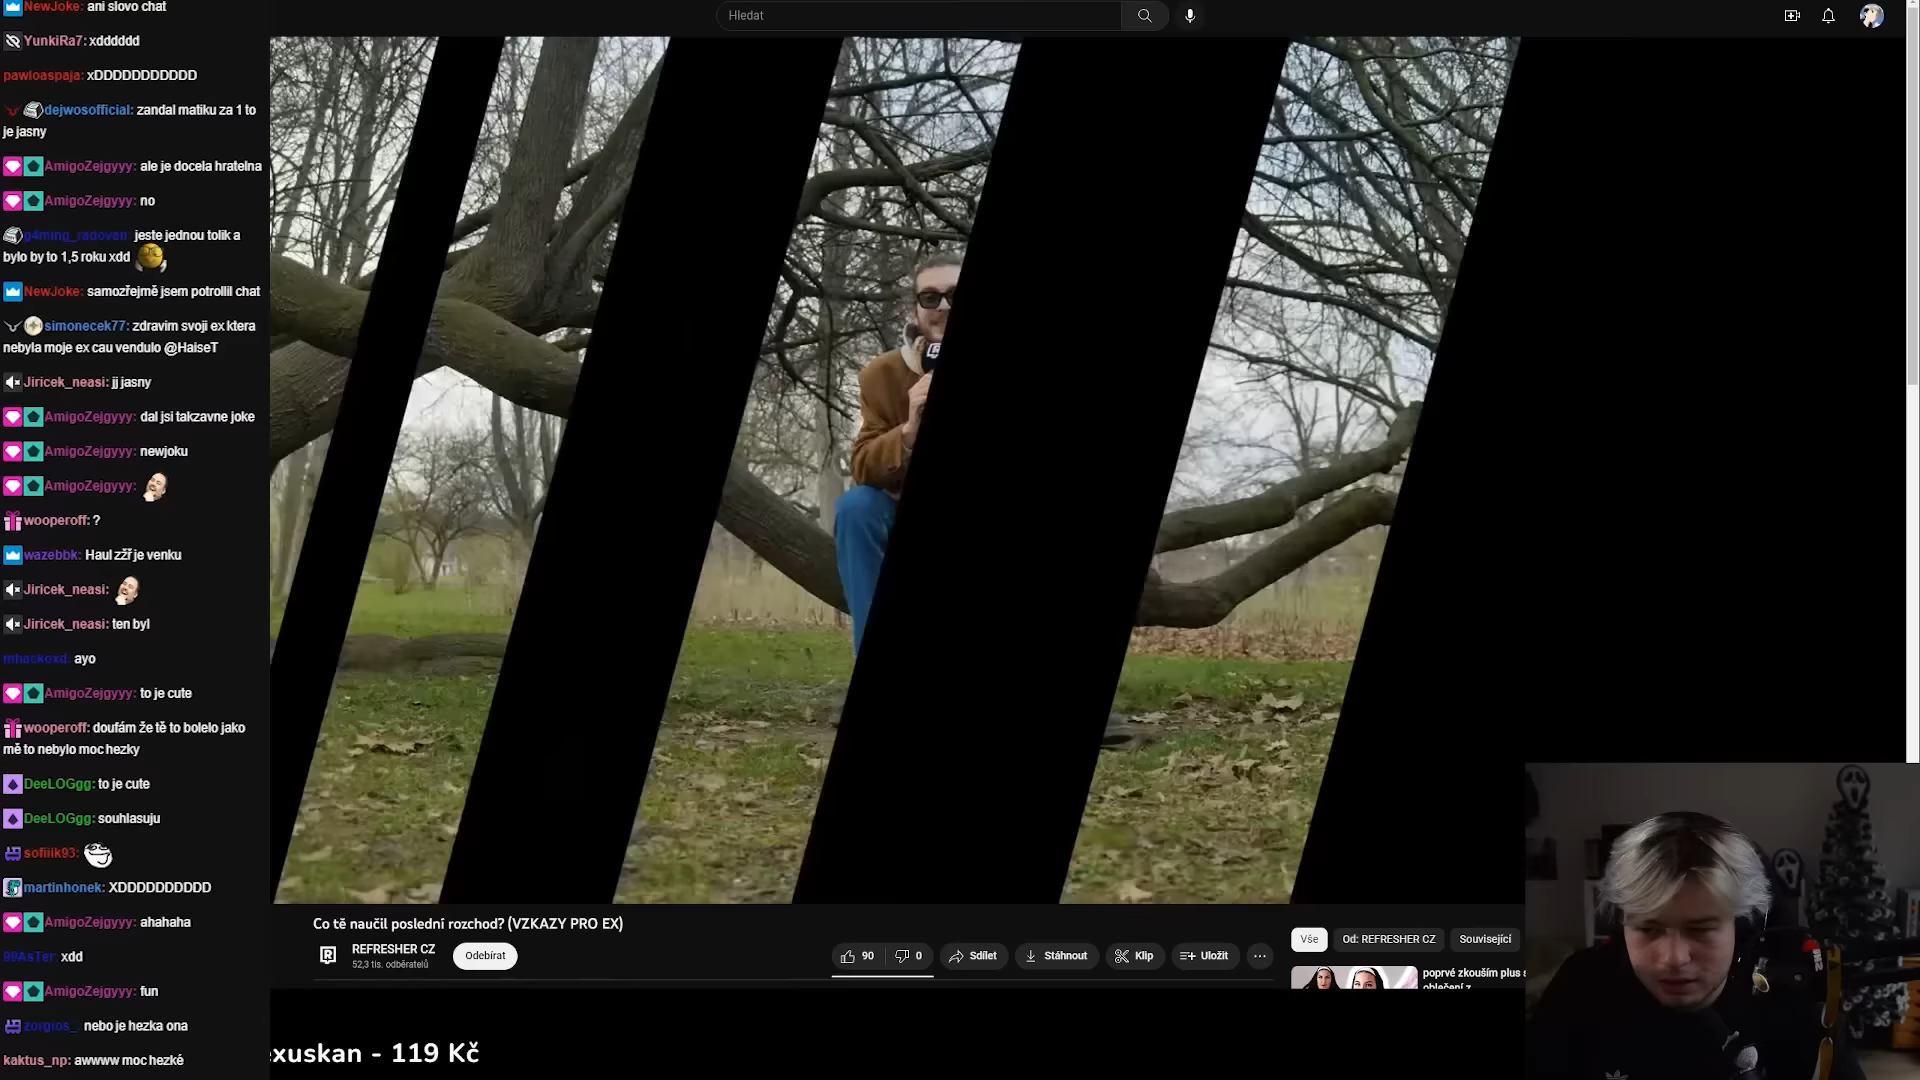 NewJoke: ani slovo chat
YunkiRa7: xdddddd
pawloaspaja: xDDDDDDDDDDD
dejwosofficial: zandal matiku za 1 to
je jasny
AmigoZejgyyy: ale je docela hratelna
AmigoZejgyyy: no
g4ming_radovan: jeste jednou tolik a
bylo by to 1,5 roku xdd
NewJoke: samozřejmě jsem potrollil chat
simonecek77: zdravim svoji ex ktera
nebyla moje ex cau vendulo @HaiseT
Jiricek_neasi: jj jasny
AmigoZejgyyy: dal jsi takzavne joke
AmigoZejgyyy: newjoku
AmigoZejgyyy:
wooperoff: ?
wazebbk: Haul zžř je venku
Jiricek_neasi:
Jiricek_neasi: ten byl
mhackoxd: ayo
AmigoZejgyyy: to je cute
wooperoff: doufám že tě to bolelo jako
mě to nebylo moc hezky
DeeLOGgg: to je cute
DeeLOGgg: souhlasuju
sofiiik93:
martinhonek: XDDDDDDDDDD
AmigoZejgyyy: ahahaha
99AsTer: xdd
AmigoZejgyyy: fun
zorgios_: nebo je hezka ona
kaktus_np: awwww moc hezké
Hledat
Co tě naučil poslední rozchod? (VZKAZY PRO EX)
REFRESHER CZ
52,3 tis. odběratelů
Odebírat
90
0
Sdílet
Stáhnout
Klip
Uložit
Vše
Od: REFRESHER CZ
Související
poprvé zkouším plus s
oblečení z
exuskan - 119 Kč